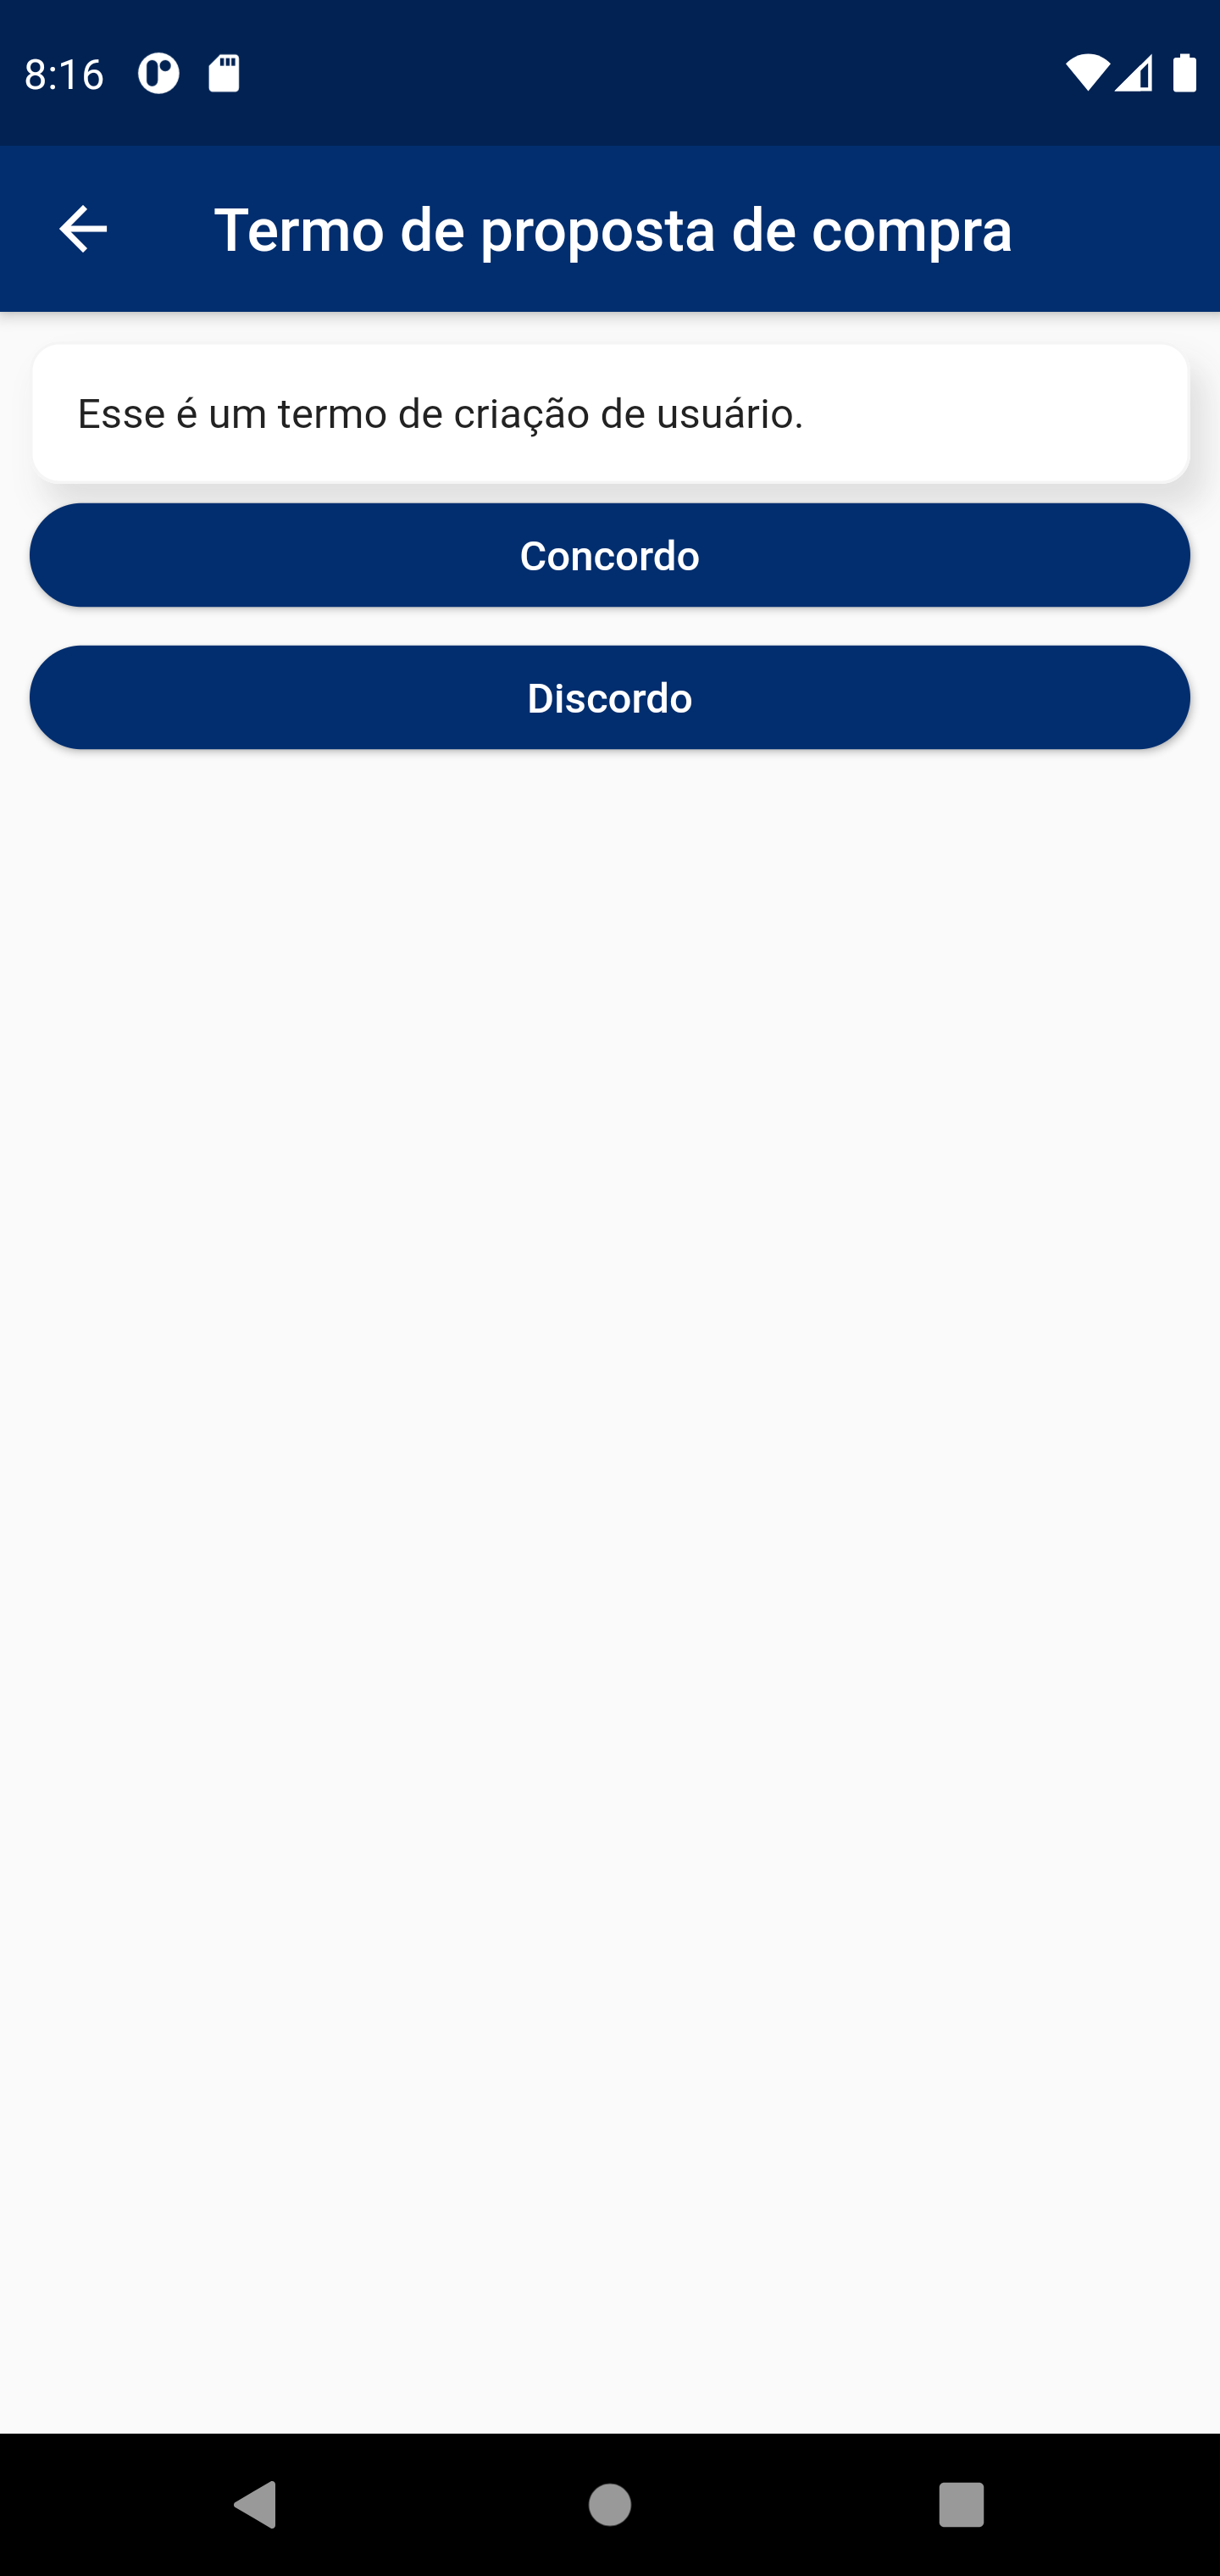 8:16
Termo de proposta de compra
Esse é um termo de criação de usuário.
Concordo
Discordo